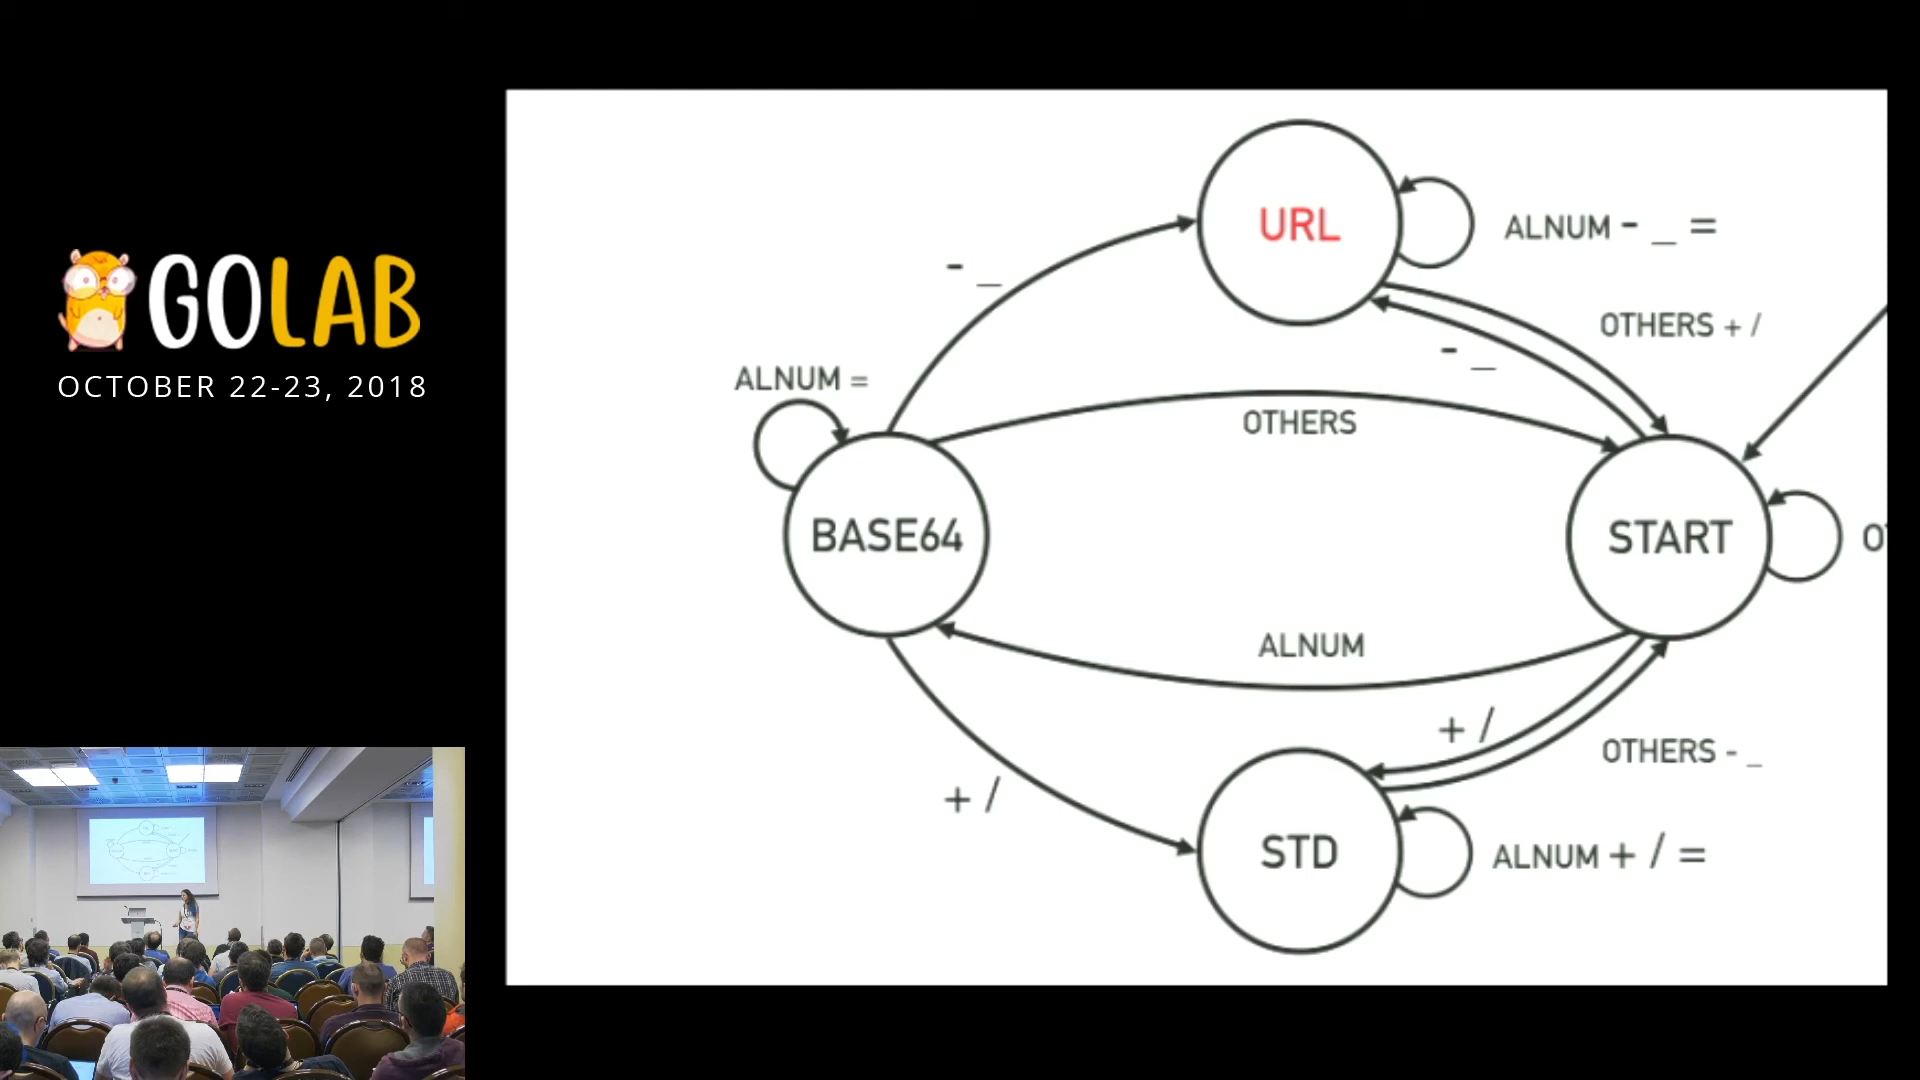 GOLAB
OCTOBER 22-23, 2018
URL
ALNUM - _ =
- _
OTHERS + /
- _
ALNUM =
OTHERS
BASE64
START
ALNUM
+ /
OTHERS - _
+ /
STD
ALNUM + / =